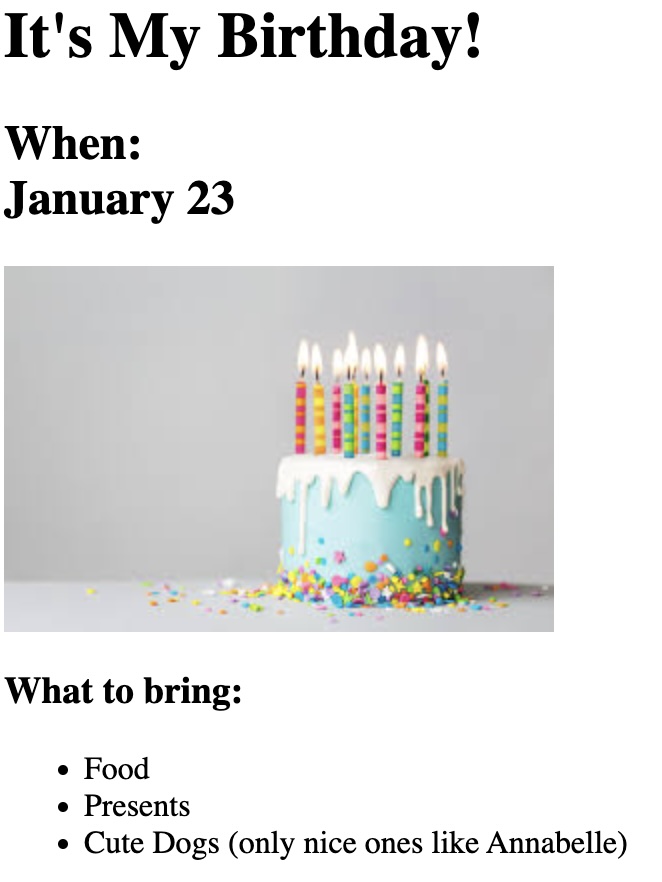 It's My Birthday!
When:
January 23
What to bring:
Food
Presents
Cute Dogs (only nice ones like Annabelle)